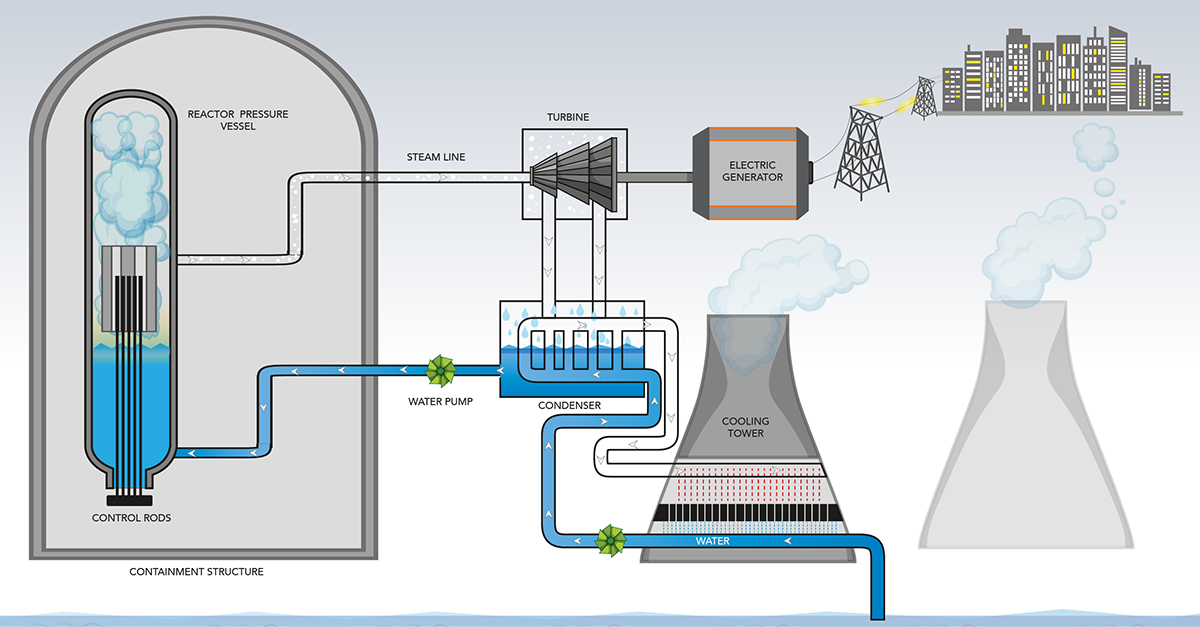 REACTOR PRESSURE
VESSEL
STEAM LINE
TURBINE
ELECTRIC
GENERATOR
WATER PUMP
CONDENSER
COOLING
TOWER
CONTROL RODS
WATER
CONTAINMENT STRUCTURE